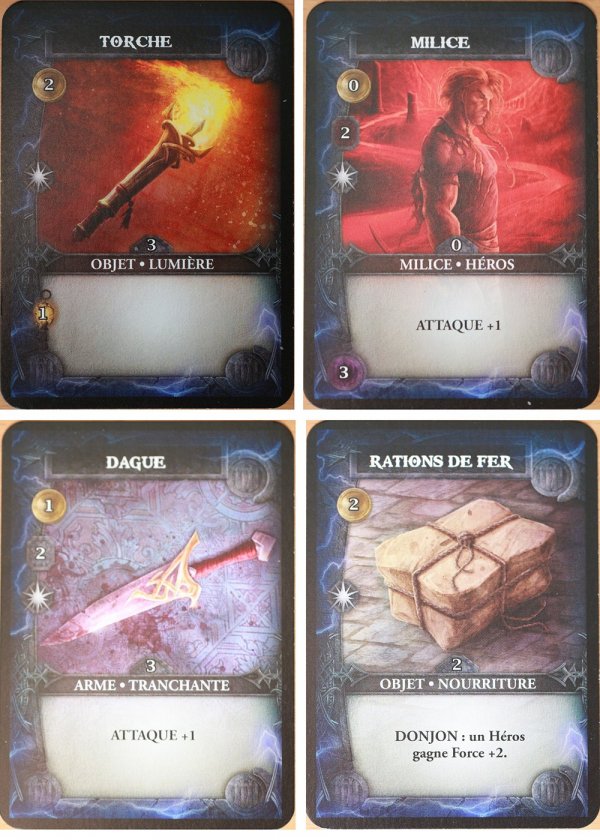 TORCHE
2
3
OBJET • LUMIÈRE
1
MILICE
0
2
0
MILICE • HÉROS
ATTAQUE +1
3
DAGUE
1
2
3
ARME • TRANCHANTE
ATTAQUE +1
RATIONS DE FER
2
2
OBJET • NOURRITURE
DONJON : un Héros
gagne Force +2.